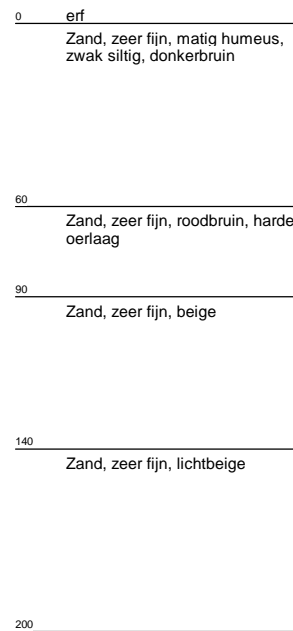 0 erf
Zand, zeer fijn, matig humeus,
zwak siltig, donkerbruin
60
Zand, zeer fijn, roodbruin, harde
oerlaag
90
Zand, zeer fijn, beige
140
Zand, zeer fijn, lichtbeige
200